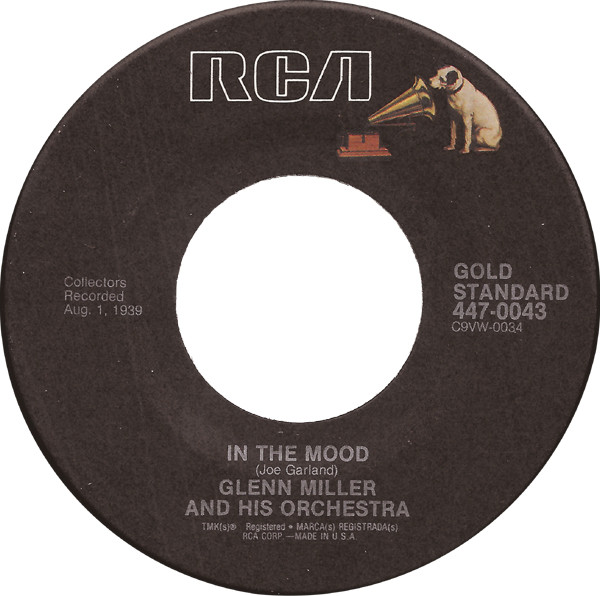 RCA
Collectors
Recorded
Aug. 1, 1939
GOLD
STANDARD
447-0043
C9VW-0034
IN THE MOOD
(Joe Garland)
GLENN MILLER
AND HIS ORCHESTRA
TMK(s)® Registered • MARCA(s) REGISTRADA(s)
RCA CORP.—MADE IN U.S.A.